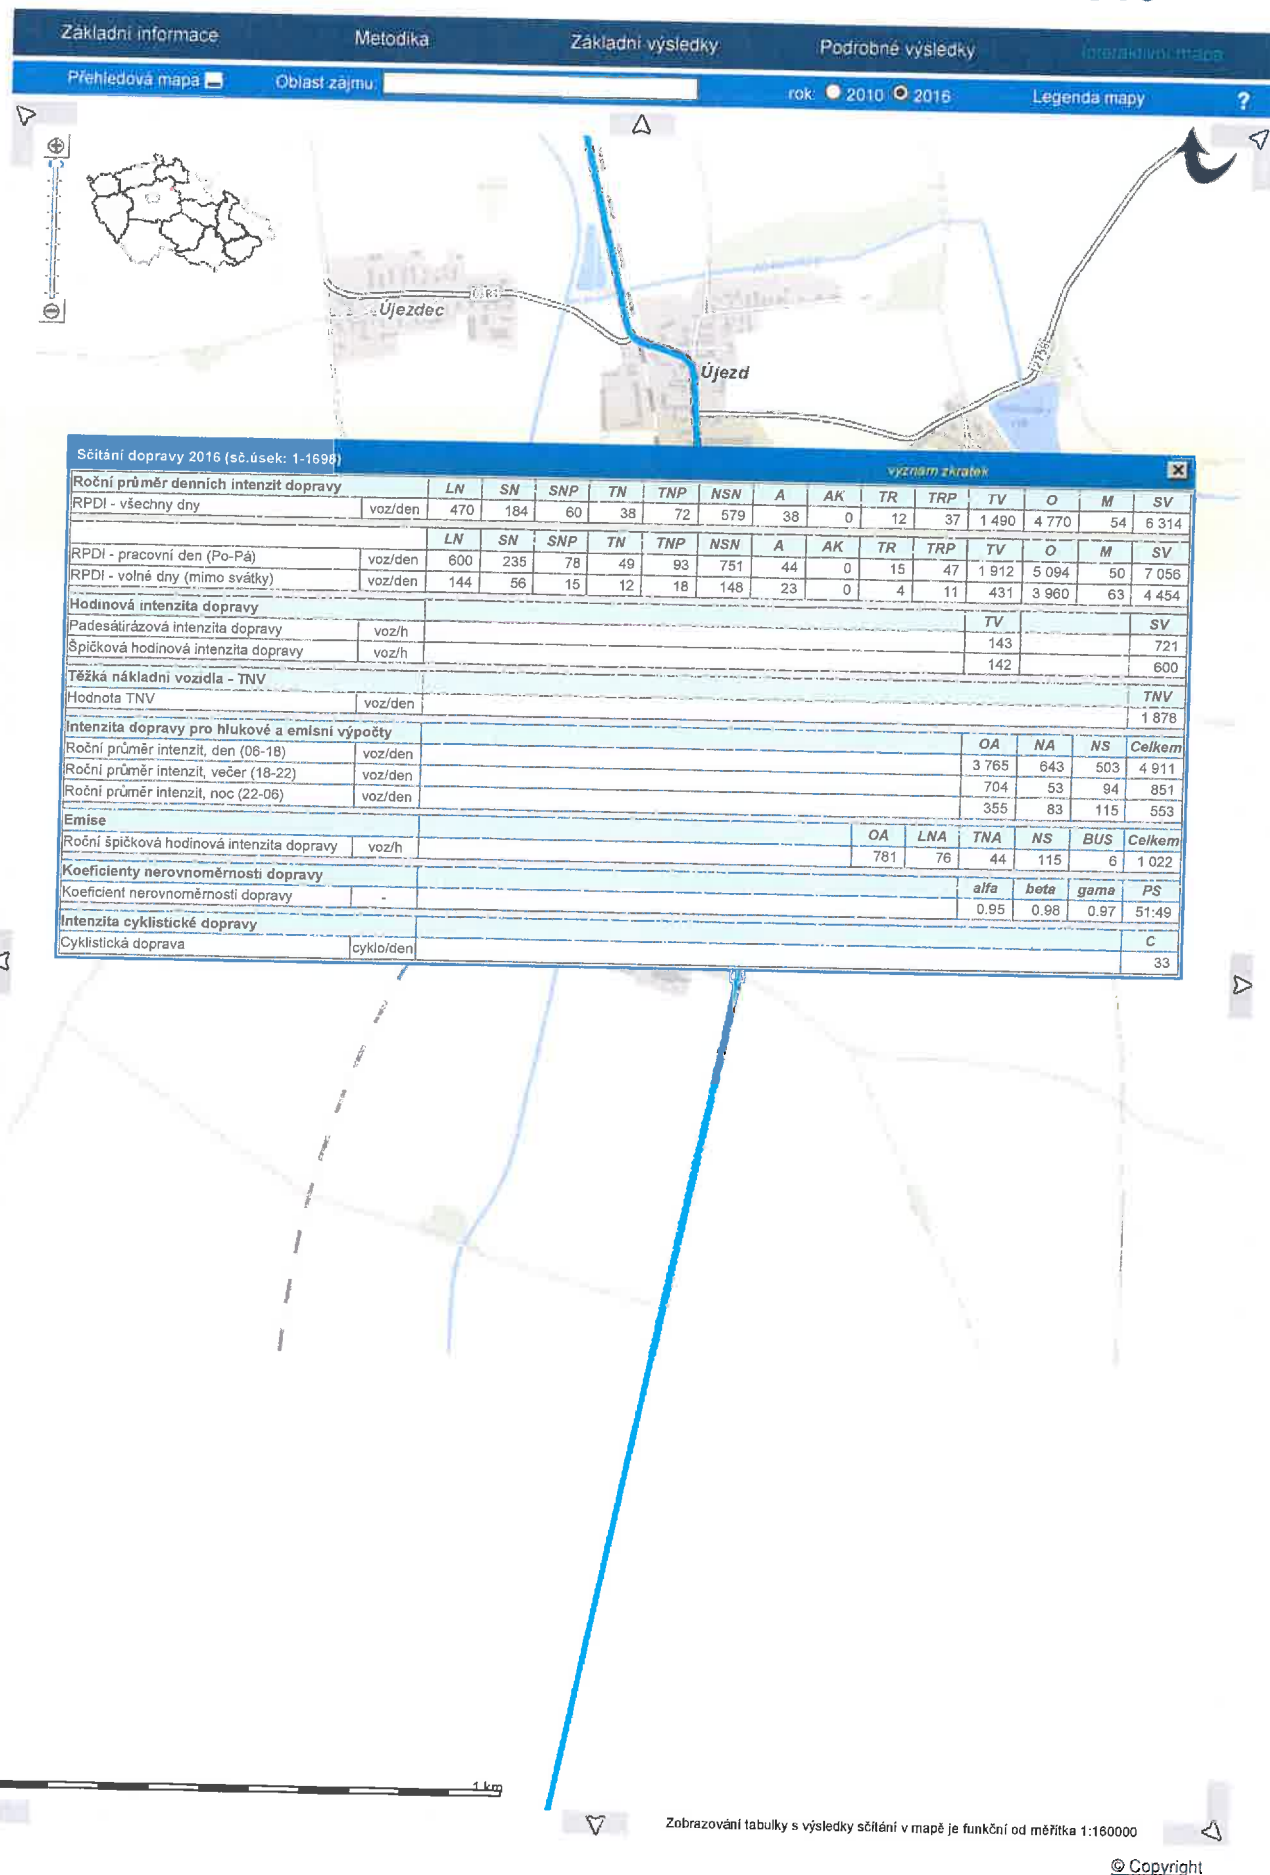 Základní informace Metodika Základní výsledky Podrobné výsledky Interaktivní mapa
Přehledová mapa Oblast zájmu: rok: 2010 2016 Legenda mapy ?
Újezdec
Újezd
Sčítání dopravy 2016 (sč.úsek: 1-1698) význam zkratek
Roční průměr denních intenzit dopravy LN SN SNP TN TNP NSN A AK TR TRP TV O M SV
RPDI - všechny dny voz/den 470 184 60 38 72 579 38 0 12 37 1 490 4 770 54 6 314
LN SN SNP TN TNP NSN A AK TR TRP TV O M SV
RPDI - pracovní den (Po-Pá) voz/den 600 235 78 49 93 751 44 0 15 47 1 912 5 094 50 7 056
RPDI - volné dny (mimo svátky) voz/den 144 56 15 12 18 148 23 0 4 11 431 3 960 63 4 454
Hodinová intenzita dopravy TV SV
Padesátirázová intenzita dopravy voz/h 143 721
Špičková hodinová intenzita dopravy voz/h 142 600
Těžká nákladní vozidla - TNV TNV
Hodnota TNV voz/den 1 878
Intenzita dopravy pro hlukové a emisní výpočty OA NA NS Celkem
Roční průměr intenzit, den (06-18) voz/den 3 765 643 503 4 911
Roční průměr intenzit, večer (18-22) voz/den 704 53 94 851
Roční průměr intenzit, noc (22-06) voz/den 355 83 115 553
Emise OA LNA TNA NS BUS Celkem
Roční špičková hodinová intenzita dopravy voz/h 781 76 44 115 6 1 022
Koeficienty nerovnoměrnosti dopravy alfa beta gama PS
Koeficient nerovnoměrnosti dopravy - 0.95 0.98 0.97 51:49
Intenzita cyklistické dopravy C
Cyklistická doprava cyklo/den 33
1 km
Zobrazování tabulky s výsledky sčítání v mapě je funkční od měřítka 1:160000
© Copyright